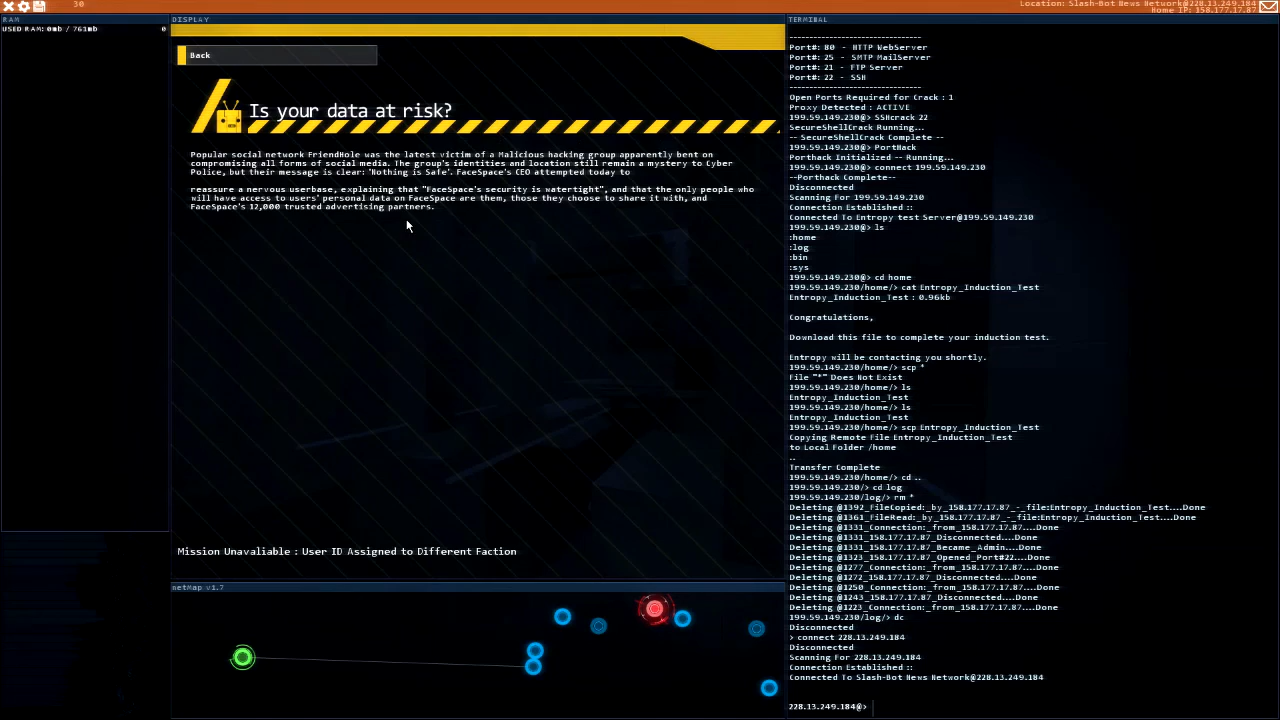 30
Location: Slash-Bot News Network@228.13.249.184
Home IP: 158.177.17.87
RAM
USED RAM: 0mb / 761mb
0
DISPLAY
Back
Is your data at risk?
Popular social network FriendHole was the latest victim of a Malicious hacking group apparently bent on
compromising all forms of social media. The group's identities and location still remain a mystery to Cyber
Police, but their message is clear: 'Nothing is Safe'. FaceSpace's CEO attempted today to
reassure a nervous userbase, explaining that "FaceSpace's security is watertight", and that the only people who
will have access to users' personal data on FaceSpace are them, those they choose to share it with, and
FaceSpace's 12,000 trusted advertising partners.
Mission Unavailable : User ID Assigned to Different Faction
netMap v1.7
TERMINAL
---------------------------------
Port#: 80 - HTTP WebServer
Port#: 25 - SMTP MailServer
Port#: 21 - FTP Server
Port#: 22 - SSH
---------------------------------
Open Ports Required for Crack : 1
Proxy Detected : ACTIVE
199.59.149.230@> SSHcrack 22
SecureShellCrack Running...
-- SecureShellCrack Complete --
199.59.149.230@> PortHack
Porthack Initialized -- Running...
199.59.149.230@> connect 199.59.149.230
--Porthack Complete--
Disconnected
Scanning For 199.59.149.230
Connection Established ::
Connected To Entropy test Server@199.59.149.230
199.59.149.230@> ls
:home
:log
:bin
:sys
199.59.149.230@> cd home
199.59.149.230/home/> cat Entropy_Induction_Test
Entropy_Induction_Test : 0.96kb
Congratulations,
Download this file to complete your induction test.
Entropy will be contacting you shortly.
199.59.149.230/home/> scp *
File "*" Does Not Exist
199.59.149.230/home/> ls
Entropy_Induction_Test
199.59.149.230/home/> ls
Entropy_Induction_Test
199.59.149.230/home/> scp Entropy_Induction_Test
Copying Remote File Entropy_Induction_Test
to Local Folder /home
..
Transfer Complete
199.59.149.230/home/> cd ..
199.59.149.230/> cd log
199.59.149.230/log/> rm *
Deleting @1392_FileCopied:_by_158.177.17.87_-_file:Entropy_Induction_Test....Done
Deleting @1361_FileRead:_by_158.177.17.87_-_file:Entropy_Induction_Test....Done
Deleting @1331_Connection:_from_158.177.17.87....Done
Deleting @1331_158.177.17.87_Disconnected....Done
Deleting @1331_158.177.17.87_Became_Admin....Done
Deleting @1323_158.177.17.87_Opened_Port#22....Done
Deleting @1277_Connection:_from_158.177.17.87....Done
Deleting @1272_158.177.17.87_Disconnected....Done
Deleting @1250_Connection:_from_158.177.17.87....Done
Deleting @1243_158.177.17.87_Disconnected....Done
Deleting @1223_Connection:_from_158.177.17.87....Done
199.59.149.230/log/> dc
Disconnected
> connect 228.13.249.184
Disconnected
Scanning For 228.13.249.184
Connection Established ::
Connected To Slash-Bot News Network@228.13.249.184
228.13.249.184@>